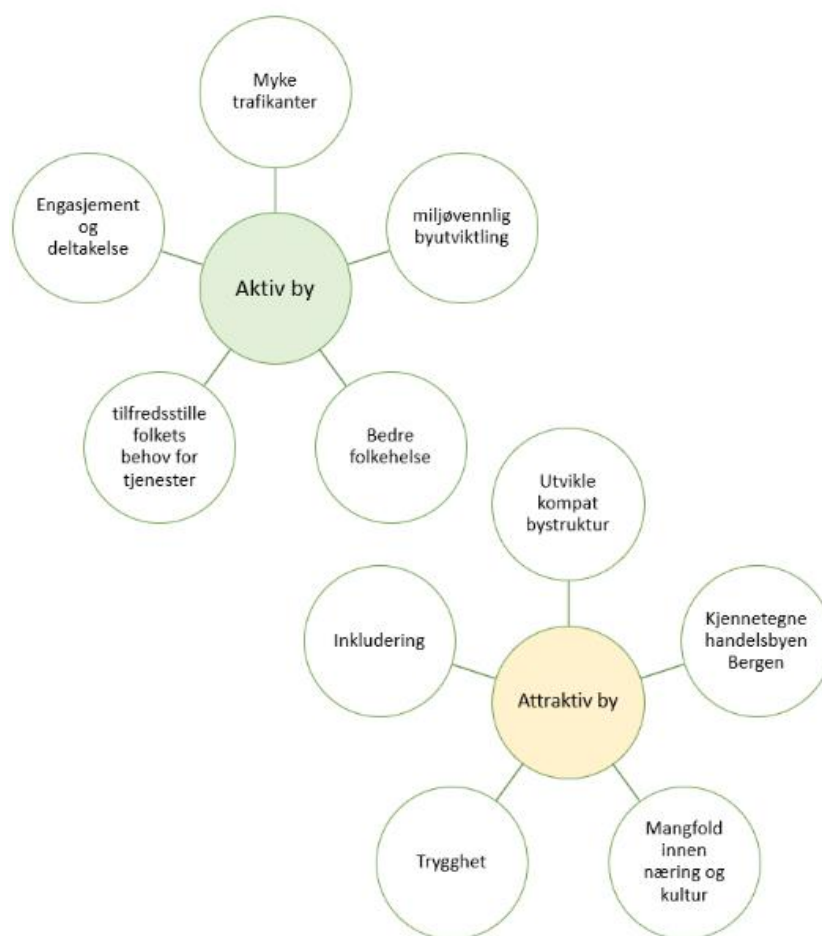 Myke
trafikanter
Engasjement
og
deltakelse
miljøvennlig
byutviktling
Aktiv by
tilfredsstille
folkets
behov for
tjenester
Bedre
folkehelse
Utvikle
kompat
bystruktur
Inkludering
Kjennetegne
handelsbyen
Bergen
Attraktiv by
Trygghet
Mangfold
innen
næring og
kultur